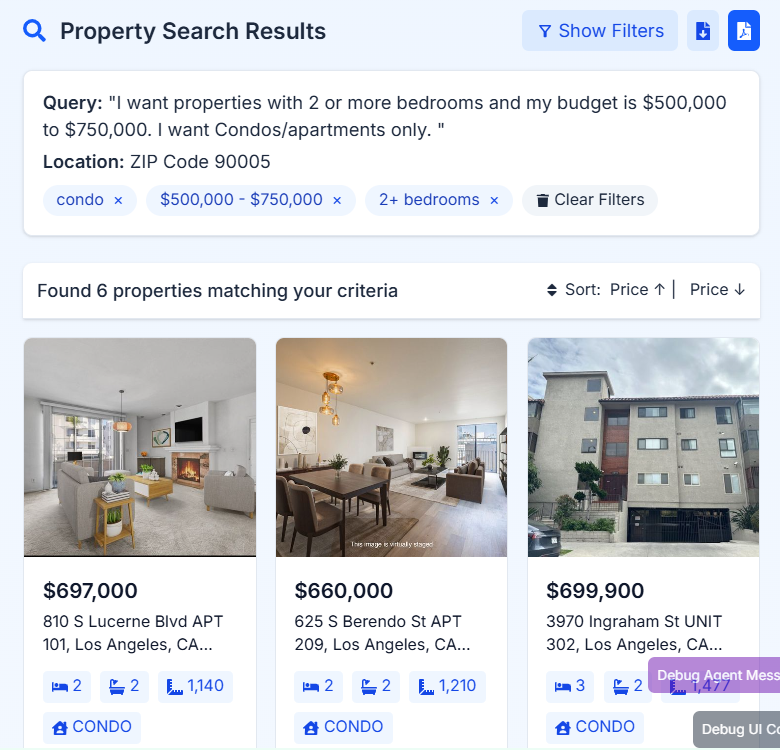 Property Search Results
Show Filters
Query: "I want properties with 2 or more bedrooms and my budget is $500,000
to $750,000. I want Condos/apartments only. "
Location: ZIP Code 90005
condo ×
$500,000 - $750,000 ×
2+ bedrooms ×
Clear Filters
Found 6 properties matching your criteria
Sort: Price ↑ | Price ↓
This image is virtually staged
$697,000
810 S Lucerne Blvd APT
101, Los Angeles, CA...
2 2 1,140
CONDO
$660,000
625 S Berendo St APT
209, Los Angeles, CA...
2 2 1,210
CONDO
$699,900
3970 Ingraham St UNIT
302, Los Angeles, CA...
3 2 1,477
CONDO
Debug Agent Mess
Debug UI Co